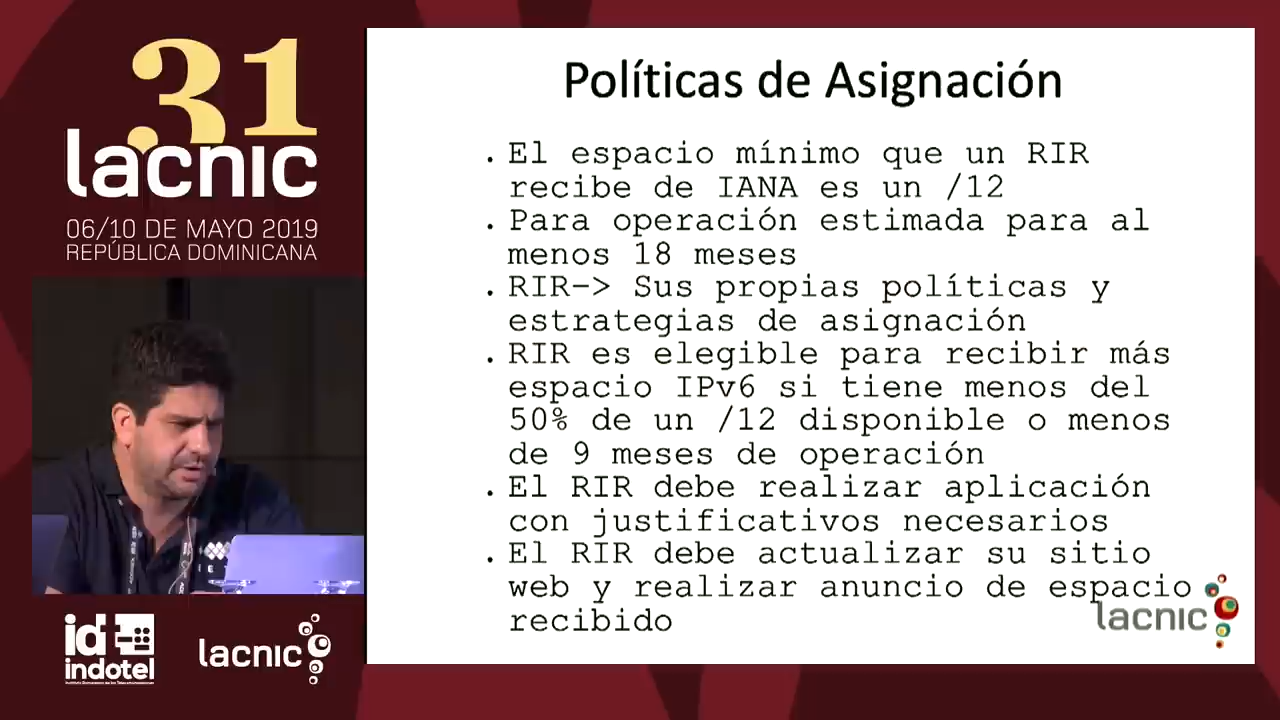 31
lacnic
06/10 DE MAYO 2019
REPÚBLICA DOMINICANA
Políticas de Asignación
. El espacio mínimo que un RIR
recibe de IANA es un /12
. Para operación estimada para al
menos 18 meses
. RIR-> Sus propias políticas y
estrategias de asignación
. RIR es elegible para recibir más
espacio IPv6 si tiene menos del
50% de un /12 disponible o menos
de 9 meses de operación
. El RIR debe realizar aplicación
con justificativos necesarios
. El RIR debe actualizar su sitio
web y realizar anuncio de espacio
recibido
lacnic
idt
indotel
lacnic